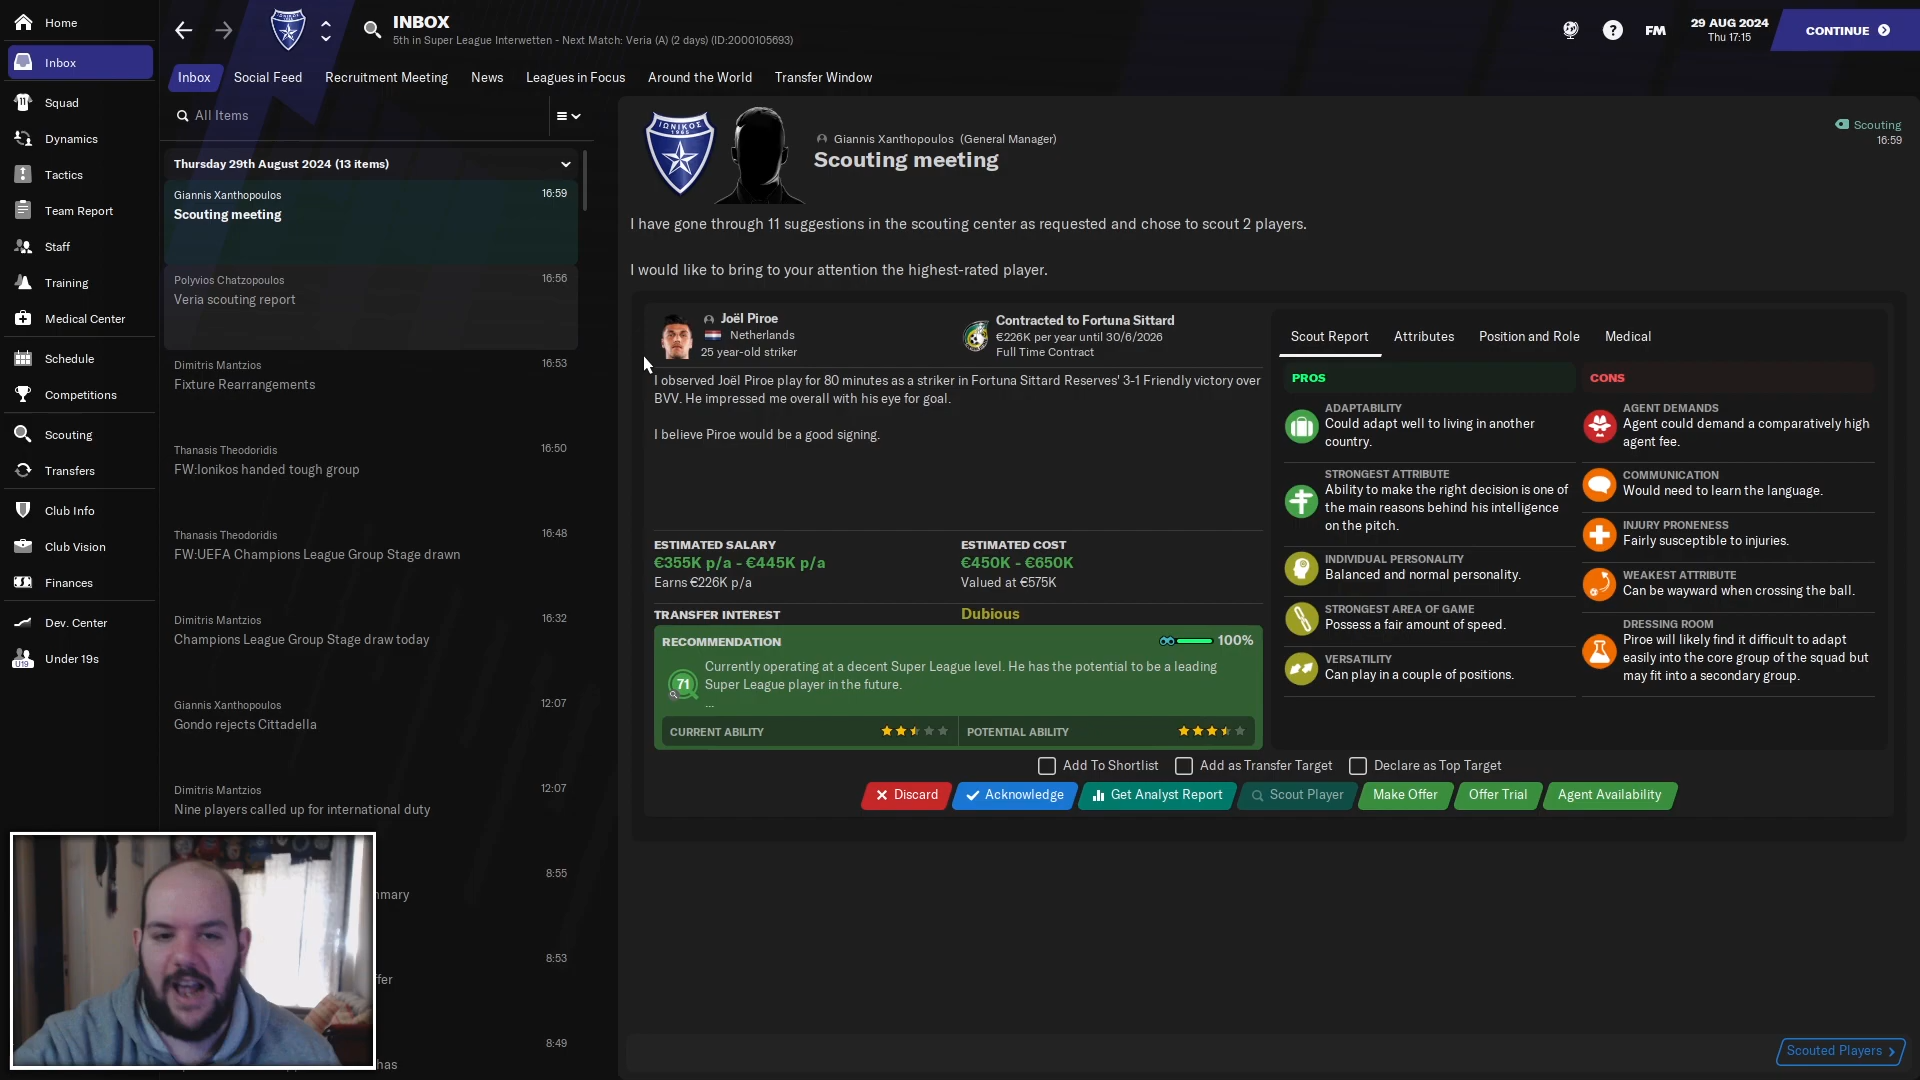 Home
Inbox
Squad
Dynamics
Tactics
Team Report
Staff
Training
Medical Center
Schedule
Competitions
Scouting
Transfers
Club Info
Club Vision
Finances
Dev. Center
Under 19s
INBOX
5th in Super League Interwetten - Next Match: Veria (A) (2 days) (ID:2000105693)
FM
29 AUG 2024
Thu 17:15
CONTINUE
Inbox
Social Feed
Recruitment Meeting
News
Leagues in Focus
Around the World
Transfer Window
All Items
Thursday 29th August 2024 (13 items)
Giannis Xanthopoulos 16:59
Scouting meeting
Polyvios Chatzopoulos 16:56
Veria scouting report
Dimitris Mantzios 16:53
Fixture Rearrangements
Thanasis Theodoridis 16:50
FW:Ionikos handed tough group
Thanasis Theodoridis 16:48
FW:UEFA Champions League Group Stage drawn
Dimitris Mantzios 16:32
Champions League Group Stage draw today
Giannis Xanthopoulos 12:07
Gondo rejects Cittadella
Dimitris Mantzios 12:07
Nine players called up for international duty
8:55
mmary
8:53
ffer
8:49
has
ΙΩΝΙΚΟΣ
1965
Giannis Xanthopoulos (General Manager)
Scouting meeting
Scouting
16:59
I have gone through 11 suggestions in the scouting center as requested and chose to scout 2 players.
I would like to bring to your attention the highest-rated player.
Joël Piroe
Netherlands
25 year-old striker
Contracted to Fortuna Sittard
€226K per year until 30/6/2026
Full Time Contract
I observed Joël Piroe play for 80 minutes as a striker in Fortuna Sittard Reserves' 3-1 Friendly victory over
BVV. He impressed me overall with his eye for goal.
I believe Piroe would be a good signing.
ESTIMATED SALARY
€355K p/a - €445K p/a
Earns €226K p/a
ESTIMATED COST
€450K - €650K
Valued at €575K
TRANSFER INTEREST
Dubious
RECOMMENDATION
100%
71
Currently operating at a decent Super League level. He has the potential to be a leading
Super League player in the future.
...
CURRENT ABILITY
POTENTIAL ABILITY
Scout Report
Attributes
Position and Role
Medical
PROS
ADAPTABILITY
Could adapt well to living in another
country.
STRONGEST ATTRIBUTE
Ability to make the right decision is one of
the main reasons behind his intelligence
on the pitch.
INDIVIDUAL PERSONALITY
Balanced and normal personality.
STRONGEST AREA OF GAME
Possess a fair amount of speed.
VERSATILITY
Can play in a couple of positions.
CONS
AGENT DEMANDS
Agent could demand a comparatively high
agent fee.
COMMUNICATION
Would need to learn the language.
INJURY PRONENESS
Fairly susceptible to injuries.
WEAKEST ATTRIBUTE
Can be wayward when crossing the ball.
DRESSING ROOM
Piroe will likely find it difficult to adapt
easily into the core group of the squad but
may fit into a secondary group.
Add To Shortlist
Add as Transfer Target
Declare as Top Target
Discard
Acknowledge
Get Analyst Report
Scout Player
Make Offer
Offer Trial
Agent Availability
Scouted Players